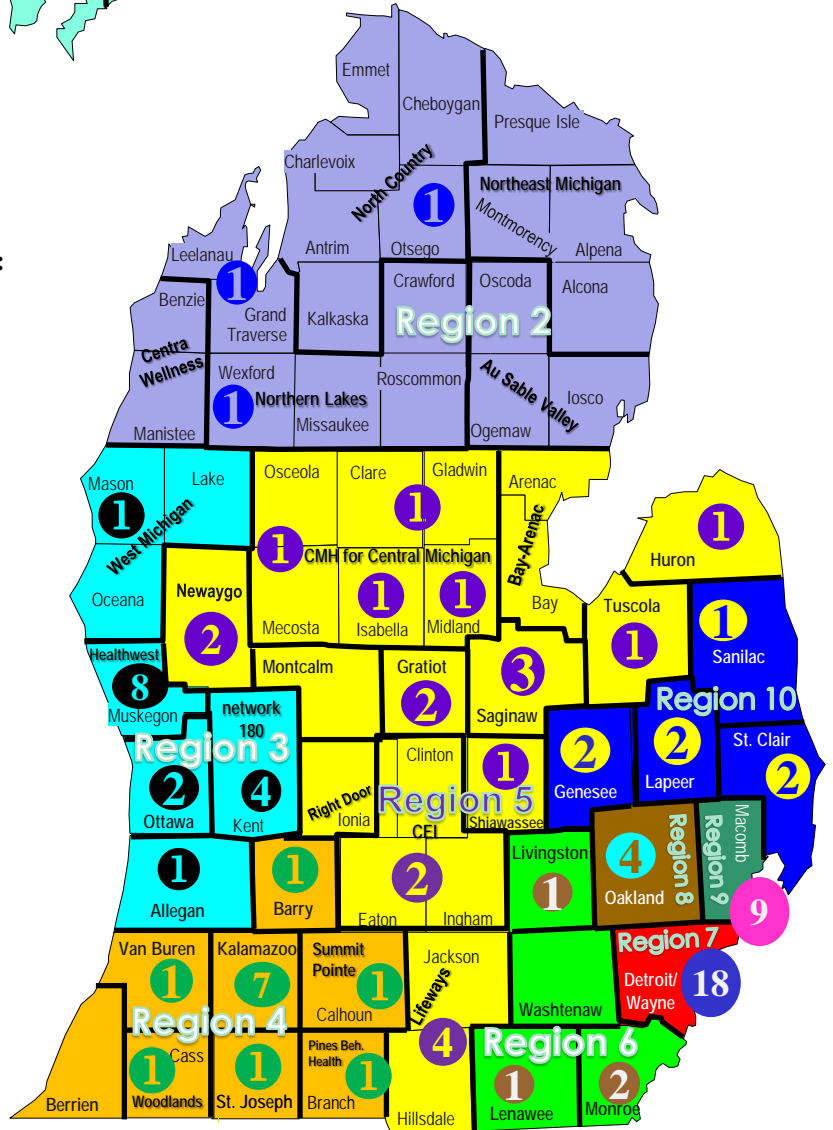 Emmet
Cheboygan
Presque Isle
Charlevoix
North Country
1
Northeast Michigan
Montmorency
Antrim
Otsego
Alpena
:
Leelanau
1
Benzie
Grand
Traverse
Kalkaska
Crawford
Oscoda
Alcona
Region 2
Centra
Wellness
Wexford
1
Northern Lakes
Missaukee
Roscommon
Au Sable Valley
Iosco
Ogemaw
Manistee
Mason
1
Lake
West Michigan
Oceana
Osceola
Clare
Gladwin
1
1
CMH for Central Michigan
1
1
Mecosta
Isabella
Midland
Arenac
Bay-Arenac
Bay
1
Huron
Newaygo
2
Tuscola
1
1
Sanilac
Healthwest
8
Muskegon
Montcalm
Gratiot
2
3
Saginaw
network
180
Region 3
Region 10
2
Ottawa
4
Kent
Right Door
Ionia
Clinton
Region 5
CEI
1
Shiawassee
2
Genesee
2
Lapeer
St. Clair
2
1
Allegan
1
Barry
2
Eaton
Ingham
Livingston
1
4
Oakland
Region 8
Region 9
Macomb
9
Van Buren
1
Kalamazoo
7
Summit
Pointe
1
Calhoun
Jackson
Lifeways
4
Hillsdale
Washtenaw
Region 7
Detroit/
Wayne
18
Region 4
Region 6
Berrien
1
Cass
Woodlands
1
St. Joseph
Pines Beh.
Health
1
Branch
1
Lenawee
2
Monroe